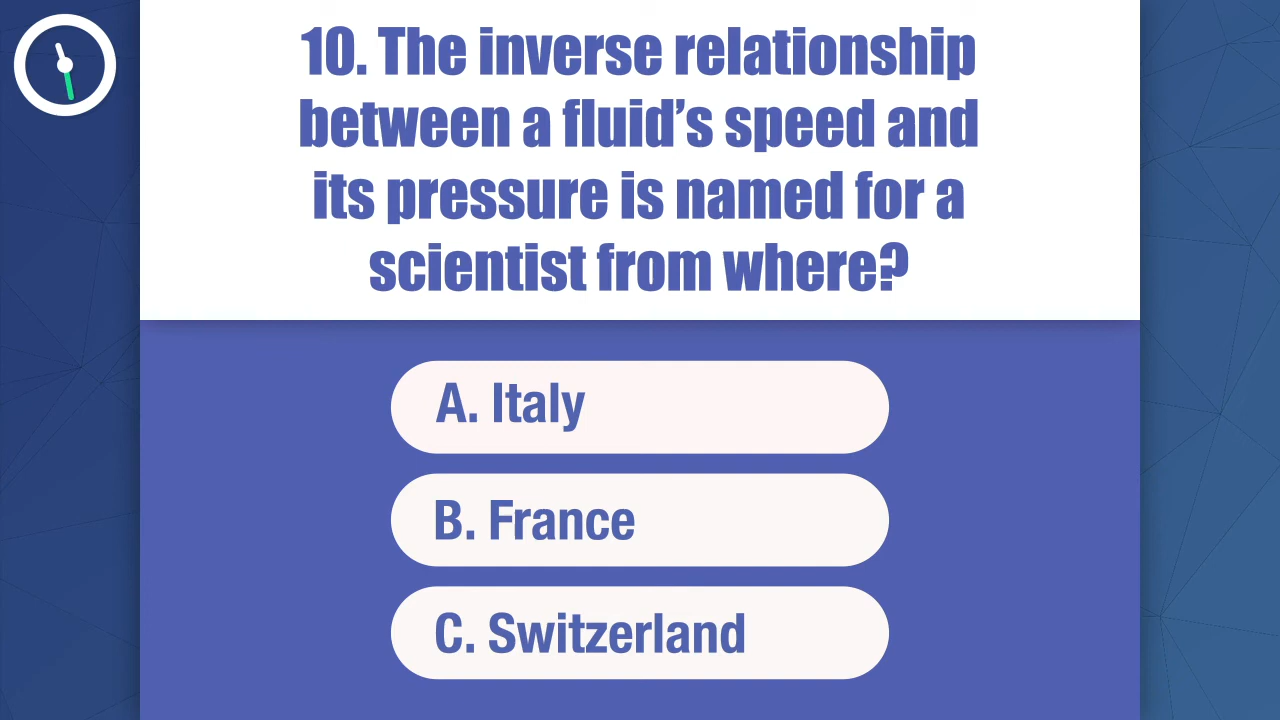 10. The inverse relationship
between a fluid’s speed and
its pressure is named for a
scientist from where?
A. Italy
B. France
C. Switzerland